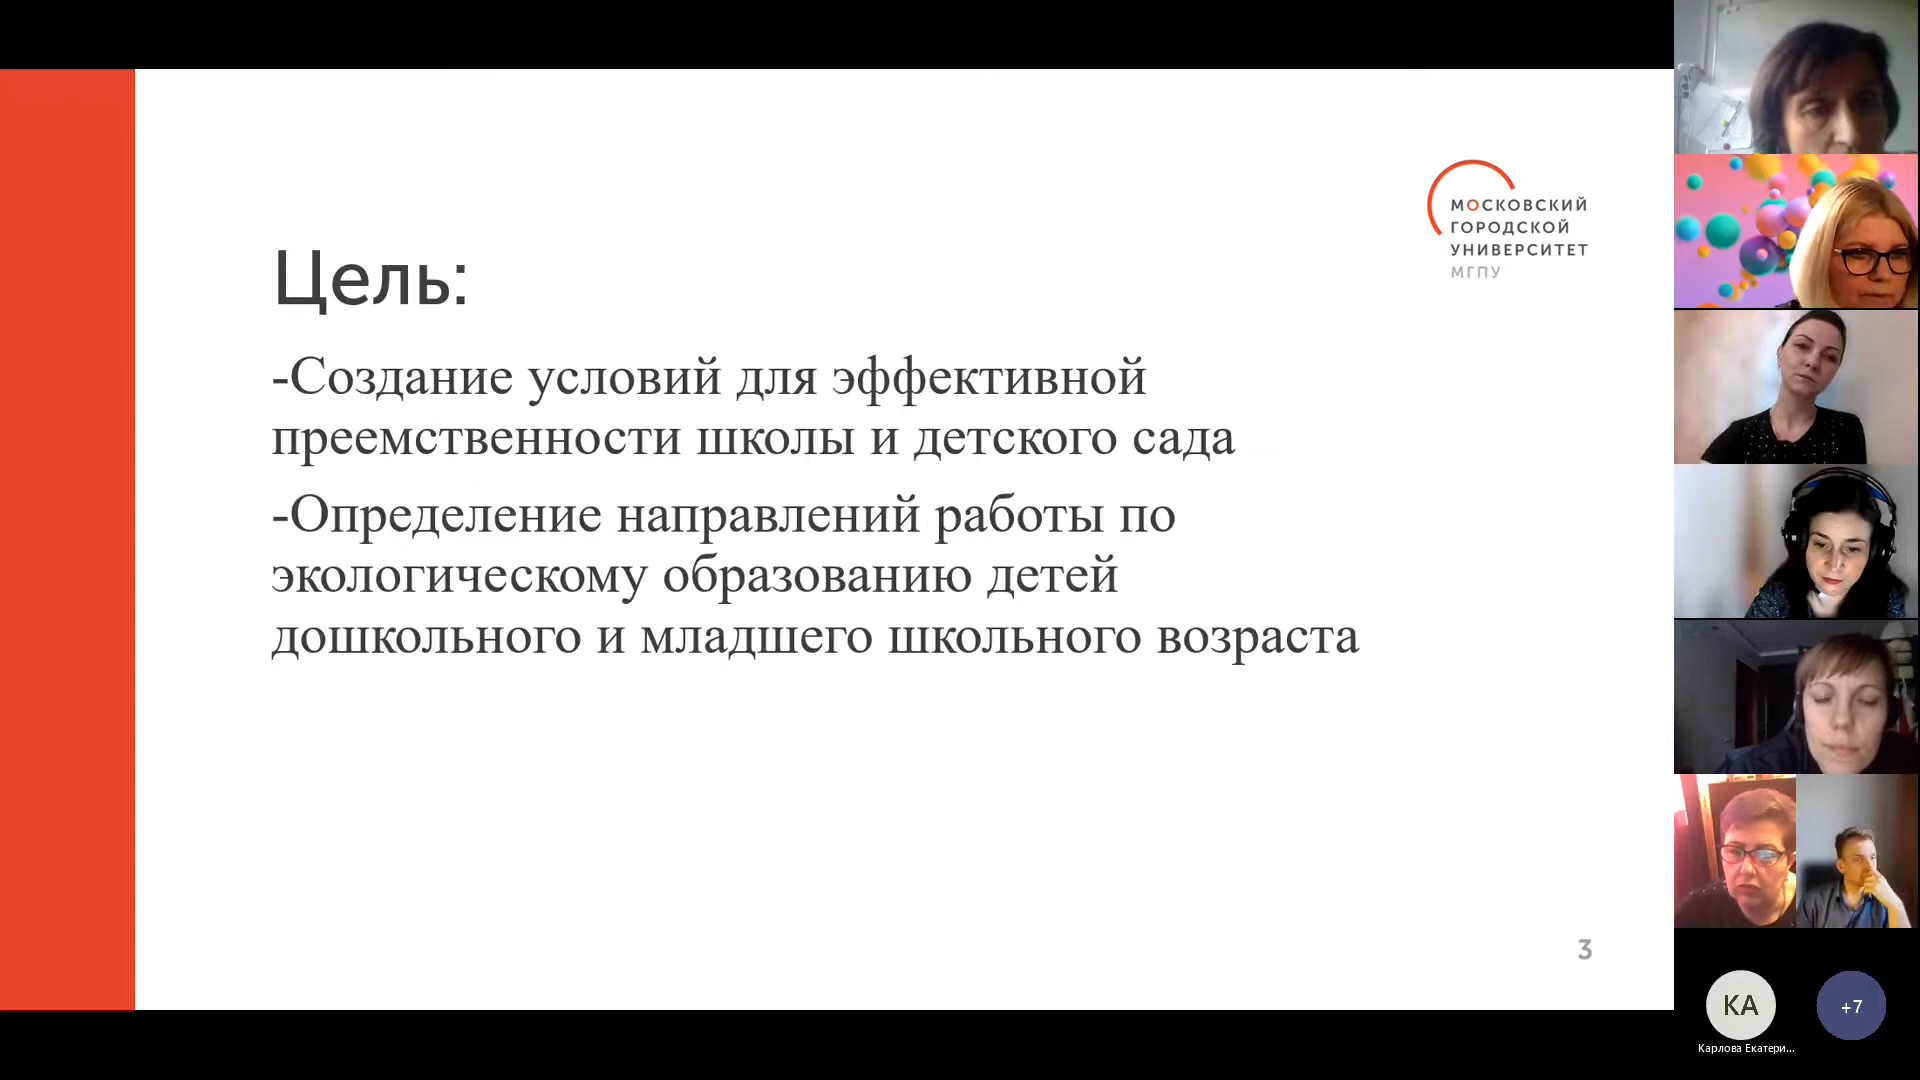 МОСКОВСКИЙ
ГОРОДСКОЙ
УНИВЕРСИТЕТ
МГПУ
Цель:
-Создание условий для эффективной
преемственности школы и детского сада
-Определение направлений работы по
экологическому образованию детей
дошкольного и младшего школьного возраста
3
КА
+7
Карлова Екатери...